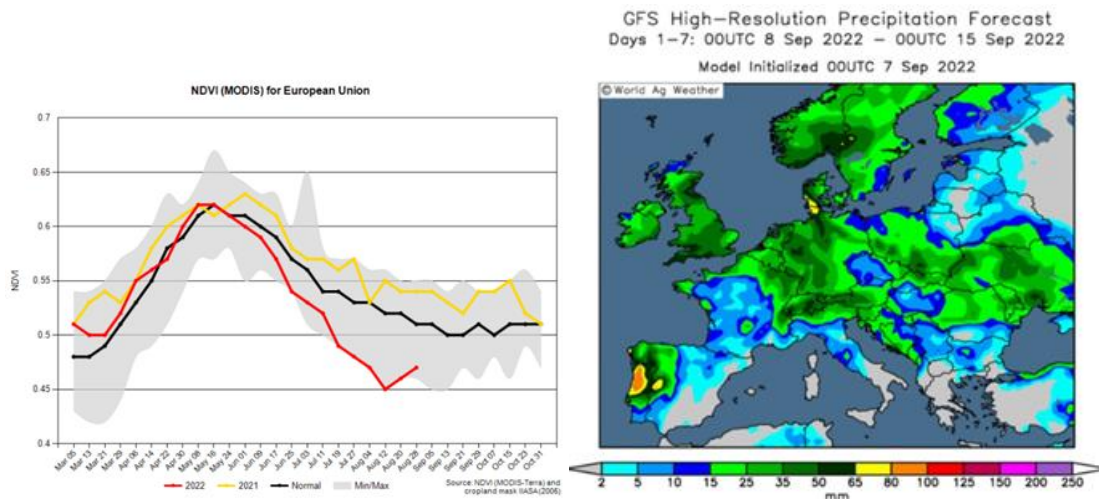 NDVI (MODIS) for European Union
0.7
0.65
0.6
0.55
0.5
0.45
0.4
NDVI
Mar 05
Mar 13
Mar 21
Mar 29
Apr 06
Apr 14
Apr 22
Apr 30
May 08
May 16
May 24
Jun 01
Jun 09
Jun 17
Jun 25
Jul 03
Jul 11
Jul 19
Jul 27
Aug 04
Aug 12
Aug 20
Aug 28
Sep 05
Sep 13
Sep 21
Sep 29
Oct 07
Oct 15
Oct 23
Oct 31
2022
2021
Normal
Min/Max
Source: NDVI (MODIS-Terra) and
cropland mask IIASA (2006)
GFS High-Resolution Precipitation Forecast
Days 1-7: 00UTC 8 Sep 2022 - 00UTC 15 Sep 2022
Model Initialized 00UTC 7 Sep 2022
© World Ag Weather
2 5 10 15 25 35 50 65 80 100 125 150 200 250
mm